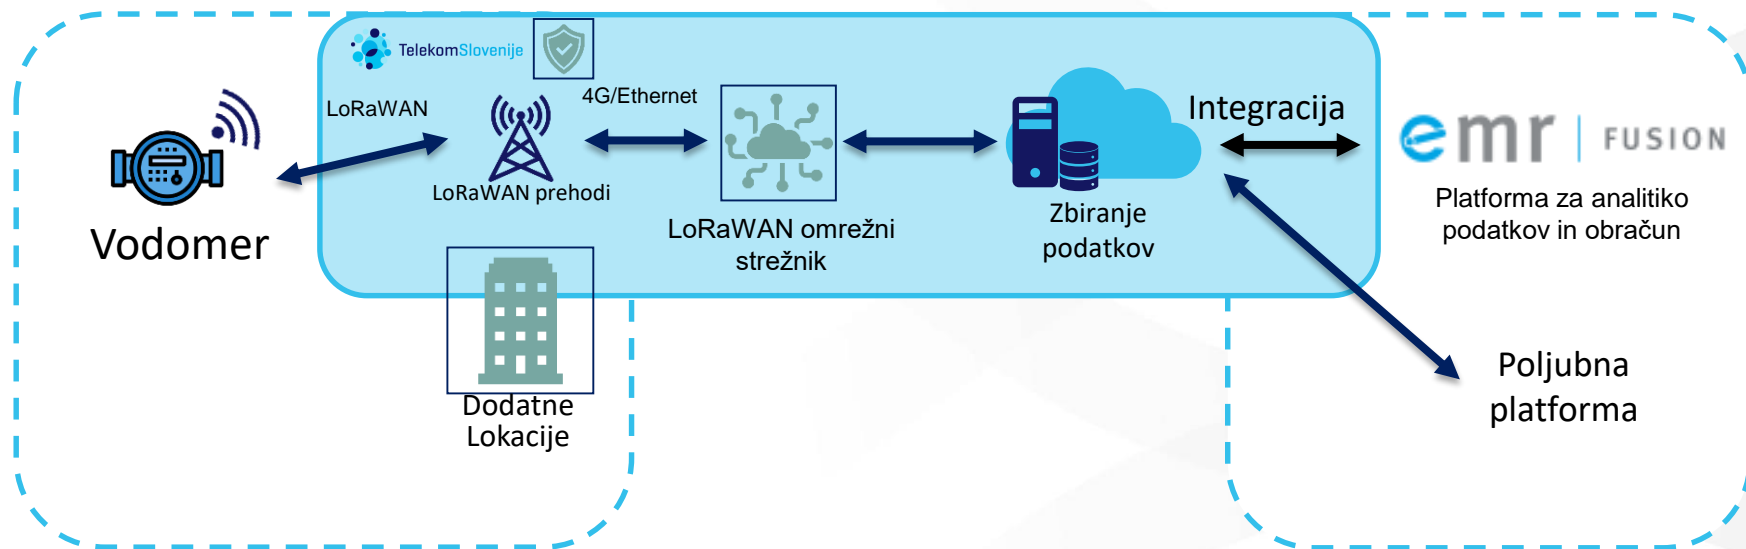 TelekomSlovenije
LoRaWAN
4G/Ethernet
Integracija
emr | FUSION
LoRaWAN prehodi
Vodomer
LoRaWAN omrežni
strežnik
Zbiranje
podatkov
Platforma za analitiko
podatkov in obračun
Dodatne
Lokacije
Poljubna
platforma